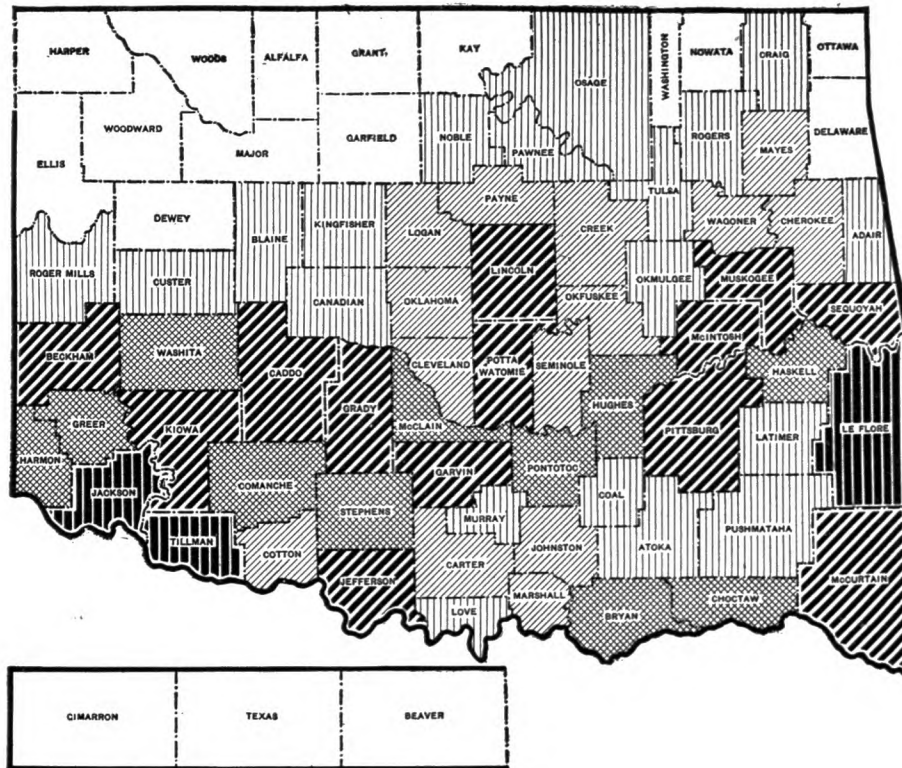 HARPER
WOODS
ALFALFA
GRANT
KAY
OSAGE
WASHINGTON
NOWATA
CRAIG
OTTAWA
WOODWARD
GARFIELD
NOBLE
PAWNEE
ROGERS
MAYES
DELAWARE
ELLIS
MAJOR
DEWEY
BLAINE
KINGFISHER
LOGAN
PAYNE
CREEK
TULSA
WAGONER
CHEROKEE
ADAIR
ROGER MILLS
CUSTER
CANADIAN
OKLAHOMA
LINCOLN
OKFUSKEE
OKMULGEE
MUSKOGEE
SEQUOYAH
BECKHAM
WASHITA
CADDO
GRADY
CLEVELAND
POTTA
WATOMIE
SEMINOLE
MCINTOSH
HASKELL
HARMON
GREER
KIOWA
MCCLAIN
HUGHES
PITTSBURG
LATIMER
LE FLORE
JACKSON
COMANCHE
STEPHENS
GARVIN
PONTOTOC
COAL
TILLMAN
COTTON
JEFFERSON
MURRAY
CARTER
JOHNSTON
ATOKA
PUSHMATAHA
MCCURTAIN
LOVE
MARSHALL
BRYAN
CHOCTAW
CIMARRON
TEXAS
BEAVER